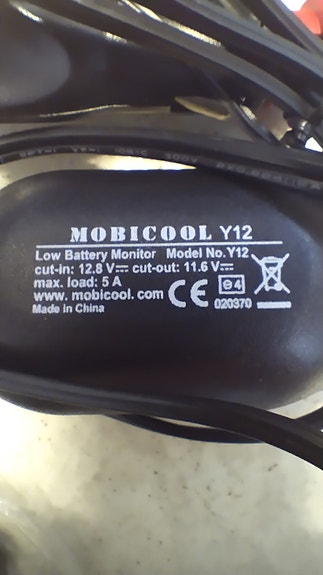 MOBICOOL Y12
Low Battery Monitor Model No.Y12
cut-in: 12.8 V⎓ cut-out: 11.6 V⎓
max. load: 5 A
www.mobicool.com CE e4
Made in China 020370